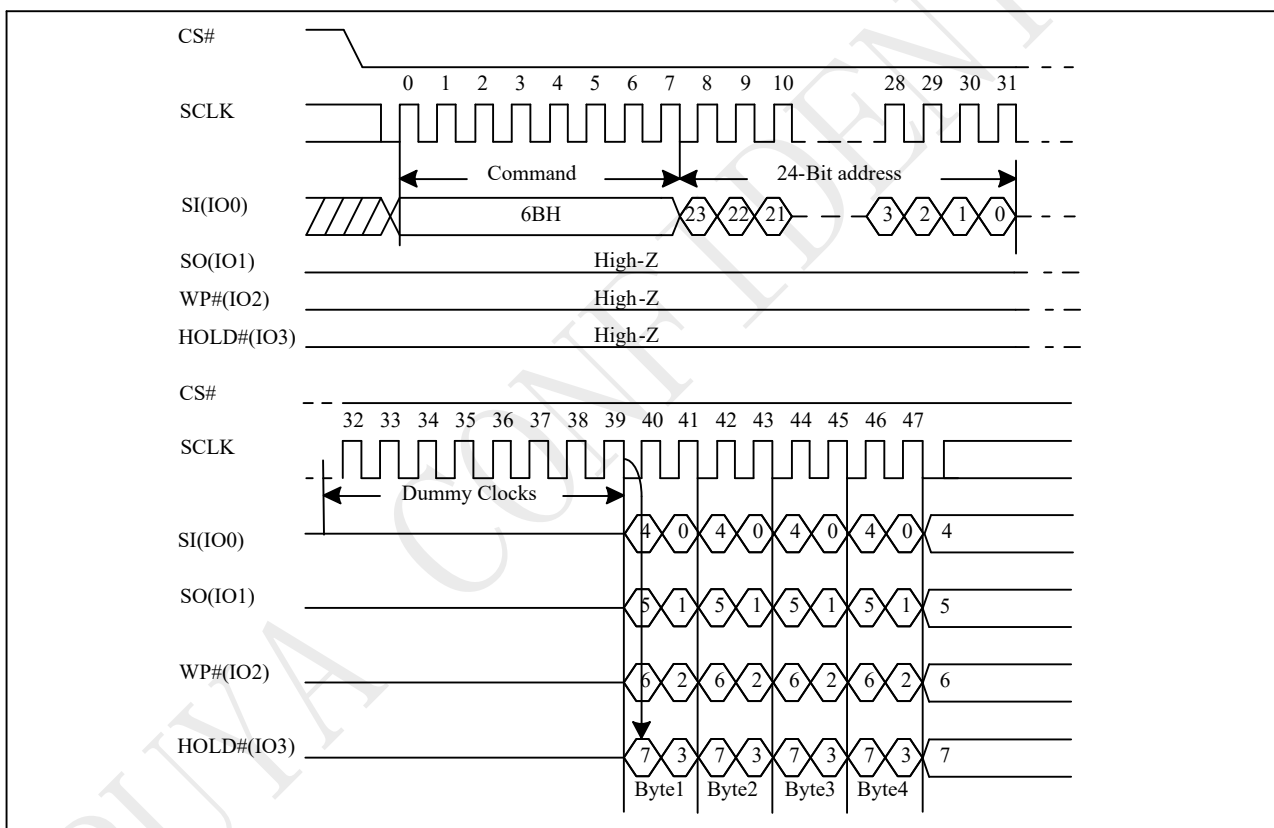 CS#
0 1 2 3 4 5 6 7 8 9 10 28 29 30 31
SCLK
Command 24-Bit address
SI(IO0) 6BH 23 22 21 3 2 1 0
SO(IO1) High-Z
WP#(IO2) High-Z
HOLD#(IO3) High-Z
CS#
32 33 34 35 36 37 38 39 40 41 42 43 44 45 46 47
SCLK
Dummy Clocks
SI(IO0) 4 0 4 0 4 0 4 0 4
SO(IO1) 5 1 5 1 5 1 5 1 5
WP#(IO2) 6 2 6 2 6 2 6 2 6
HOLD#(IO3) 7 3 7 3 7 3 7 3 7
Byte1 Byte2 Byte3 Byte4
PUYA CONFIDENT